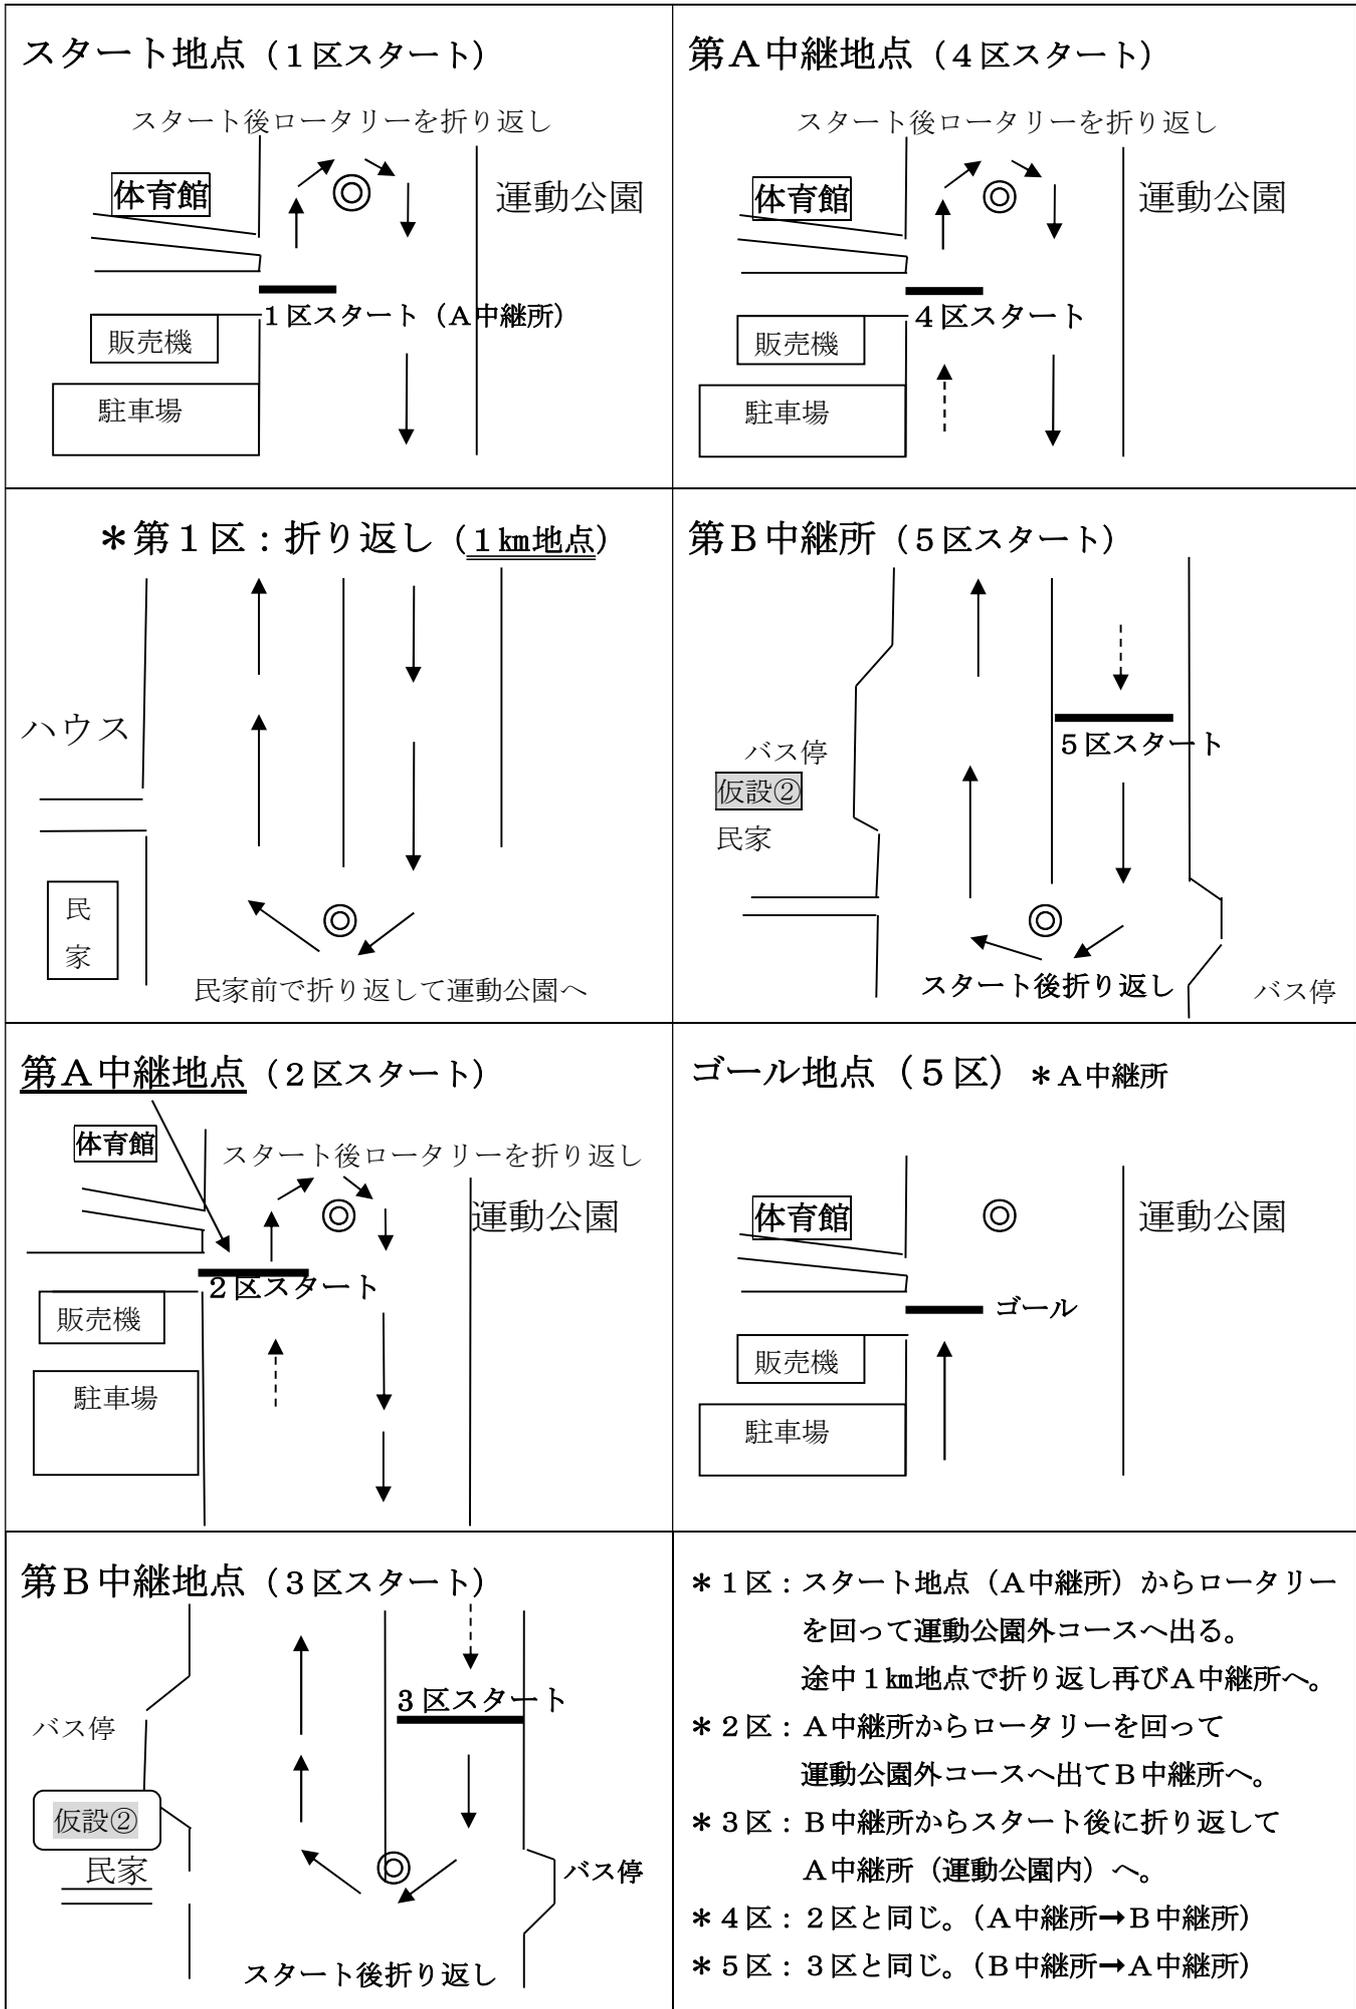 スタート地点（１区スタート）
スタート後ロータリーを折り返し
体育館
運動公園
１区スタート（Ａ中継所）
販売機
駐車場
第Ａ中継地点（４区スタート）
スタート後ロータリーを折り返し
体育館
運動公園
４区スタート
販売機
駐車場
＊第１区：折り返し（１㎞地点）
ハウス
民
家
民家前で折り返して運動公園へ
第Ｂ中継所（５区スタート）
５区スタート
バス停
仮設②
民家
スタート後折り返し
バス停
第Ａ中継地点（２区スタート）
体育館
スタート後ロータリーを折り返し
運動公園
２区スタート
販売機
駐車場
ゴール地点（５区）＊Ａ中継所
体育館
運動公園
ゴール
販売機
駐車場
第Ｂ中継地点（３区スタート）
３区スタート
バス停
仮設②
民家
バス停
スタート後折り返し
＊１区：スタート地点（Ａ中継所）からロータリー
を回って運動公園外コースへ出る。
途中１㎞地点で折り返し再びＡ中継所へ。
＊２区：Ａ中継所からロータリーを回って
運動公園外コースへ出てＢ中継所へ。
＊３区：Ｂ中継所からスタート後に折り返して
Ａ中継所（運動公園内）へ。
＊４区：２区と同じ。（Ａ中継所→Ｂ中継所）
＊５区：３区と同じ。（Ｂ中継所→Ａ中継所）